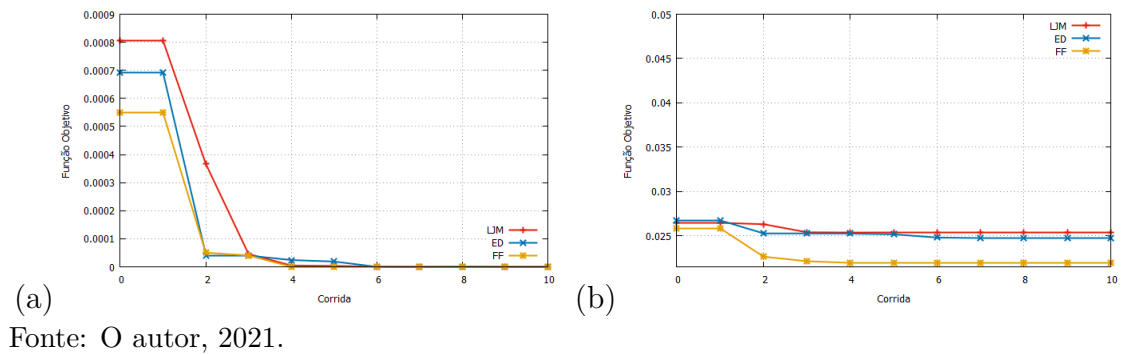 0.0009
0.0008
0.0007
0.0006
0.0005
0.0004
0.0003
0.0002
0.0001
0
Função Objetivo
LJM
ED
FF
0 2 4 6 8 10
Corrida
(a)
0.05
0.045
0.04
0.035
0.03
0.025
Função Objetivo
LJM
ED
FF
0 2 4 6 8 10
Corrida
(b)
Fonte: O autor, 2021.